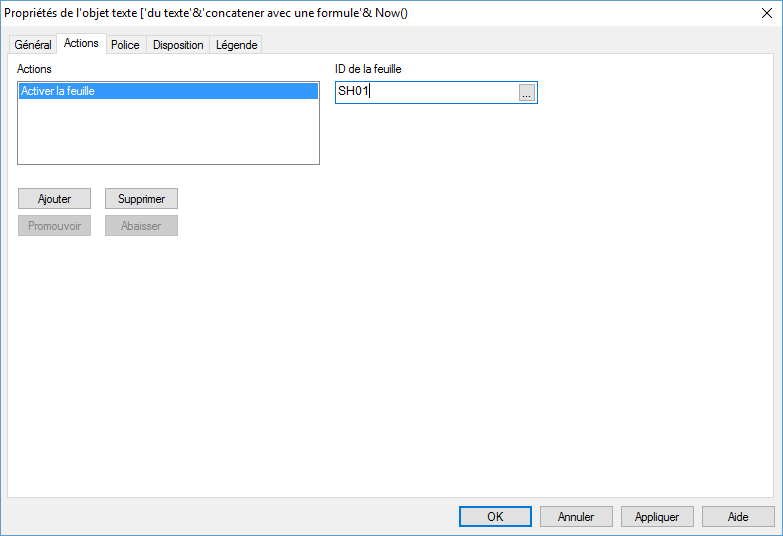 Propriétés de l'objet texte ['du texte'&'concatener avec une formule'& Now()
Général Actions Police Disposition Légende
Actions ID de la feuille
Activer la feuille SH01 ...
Ajouter Supprimer
Promouvoir Abaisser
OK Annuler Appliquer Aide